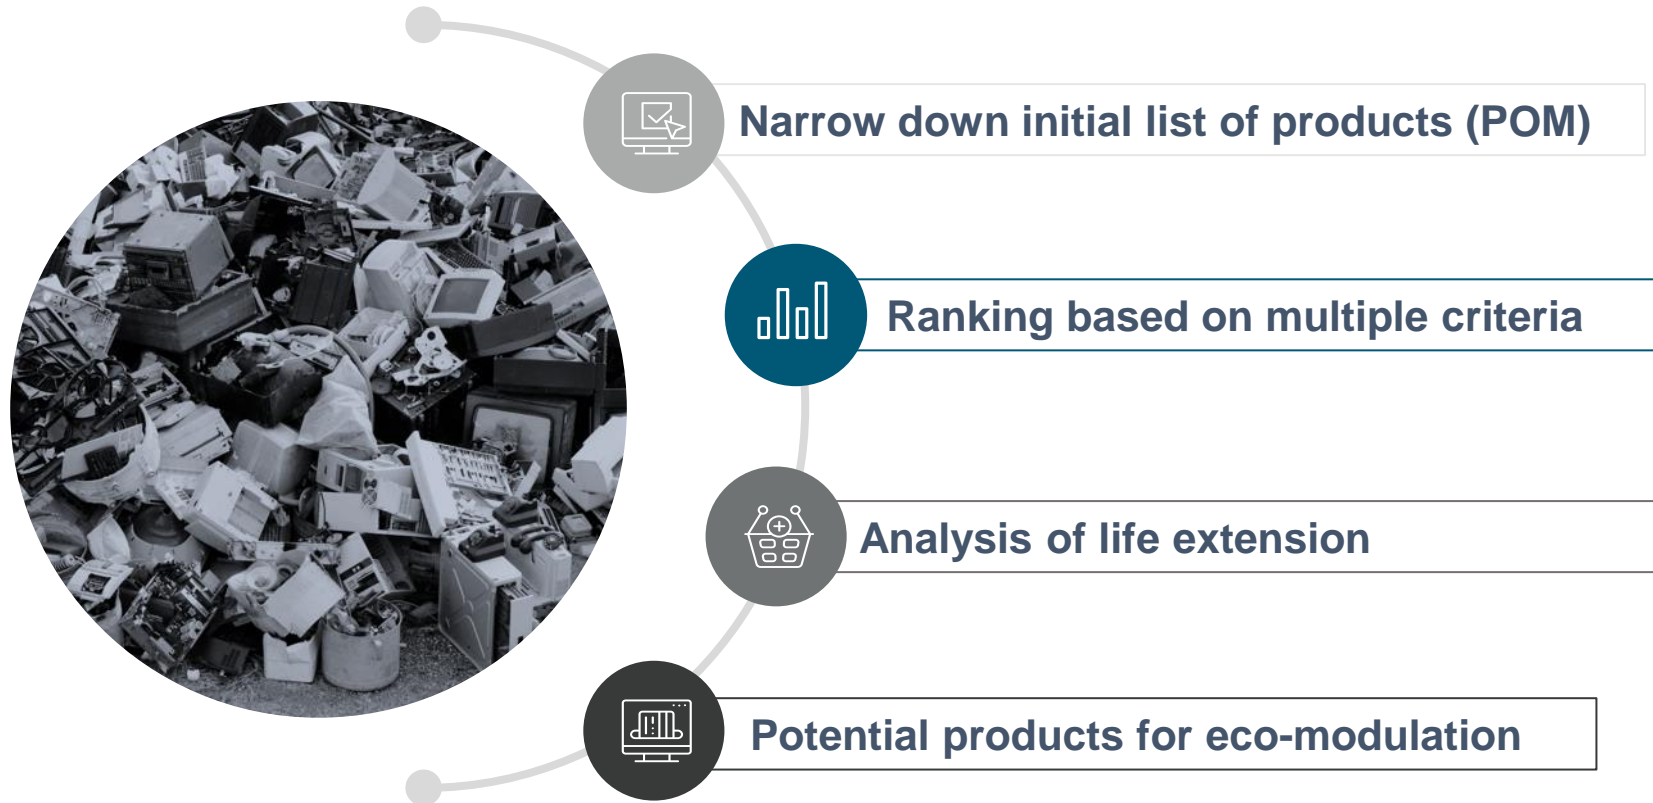 Narrow down initial list of products (POM)
Ranking based on multiple criteria
Analysis of life extension
Potential products for eco-modulation